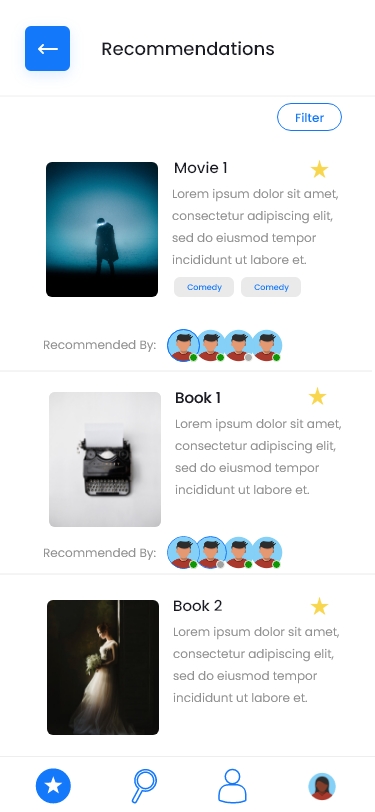 Recommendations
Filter
Movie 1
Lorem ipsum dolor sit amet,
consectetur adipiscing elit,
sed do eiusmod tempor
incididunt ut labore et.
Comedy Comedy
Recommended By:
Book 1
Lorem ipsum dolor sit amet,
consectetur adipiscing elit,
sed do eiusmod tempor
incididunt ut labore et.
Recommended By:
Book 2
Lorem ipsum dolor sit amet,
consectetur adipiscing elit,
sed do eiusmod tempor
incididunt ut labore et.